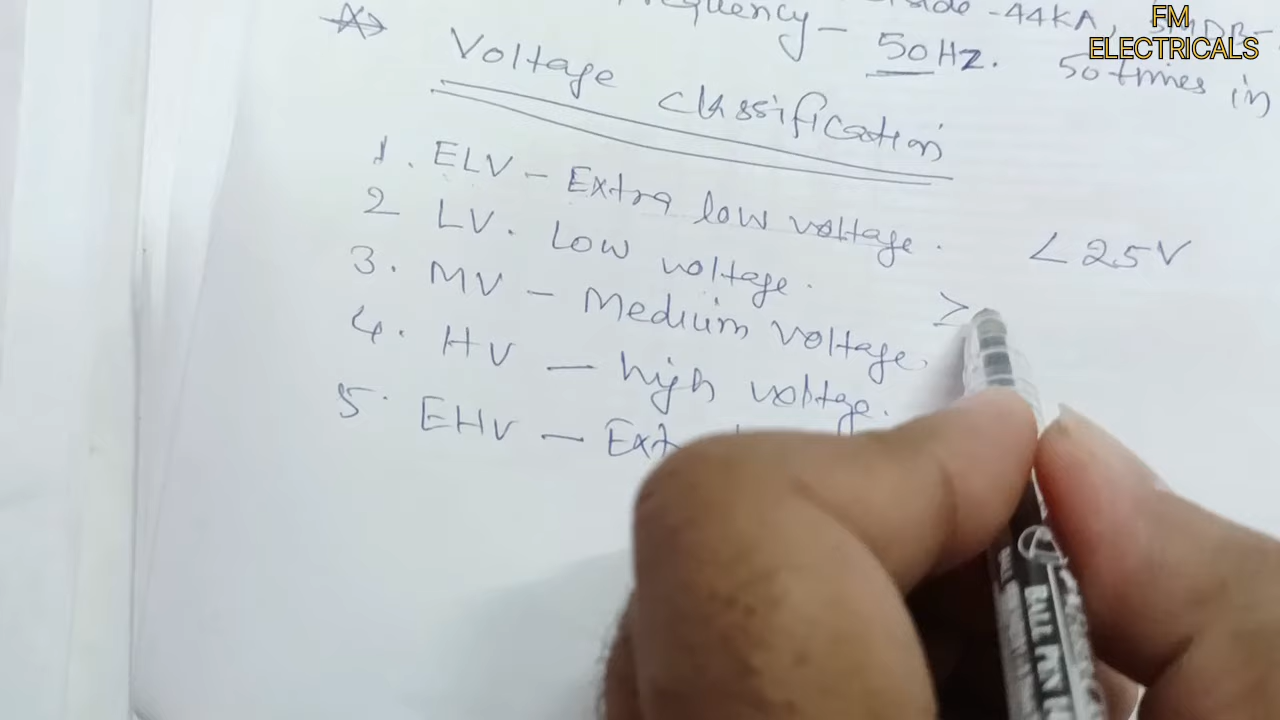 -44KA,
Frequency - 50Hz. 50 times in
FM
ELECTRICALS
Voltage classification
1. ELV - Extra low voltage. < 25V
2 LV. Low voltage. ≥
3. MV - Medium voltage.
4. HV - high voltage.
5. EHV -